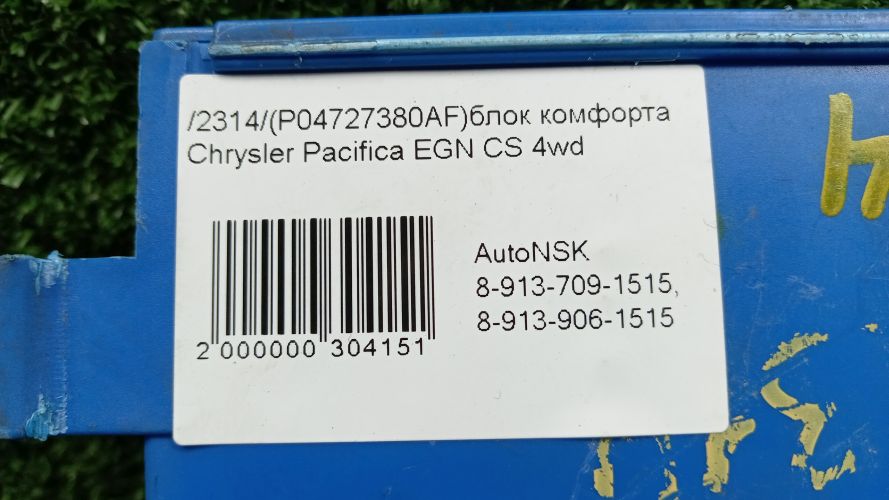 /2314/(P04727380AF)блок комфорта
Chrysler Pacifica EGN CS 4wd
AutoNSK
8-913-709-1515,
8-913-906-1515
2 000000 304151